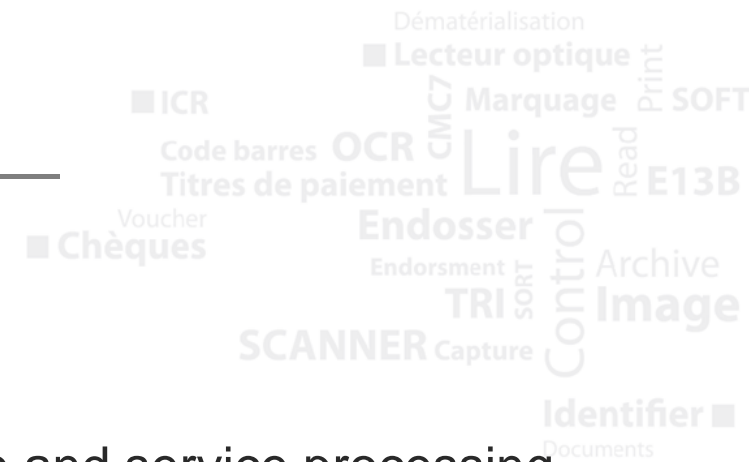 Dématérialisation
■ Lecteur optique
Print
■ ICR
CMC7
Marquage
SOFT
Code barres
OCR
Lire
Read
Titres de paiement
E13B
Voucher
Endosser
Control
■ Chèques
Endorsment
SORT
Archive
TRI
Image
SCANNER
Capture
Identifier ■
and service processing
Documents